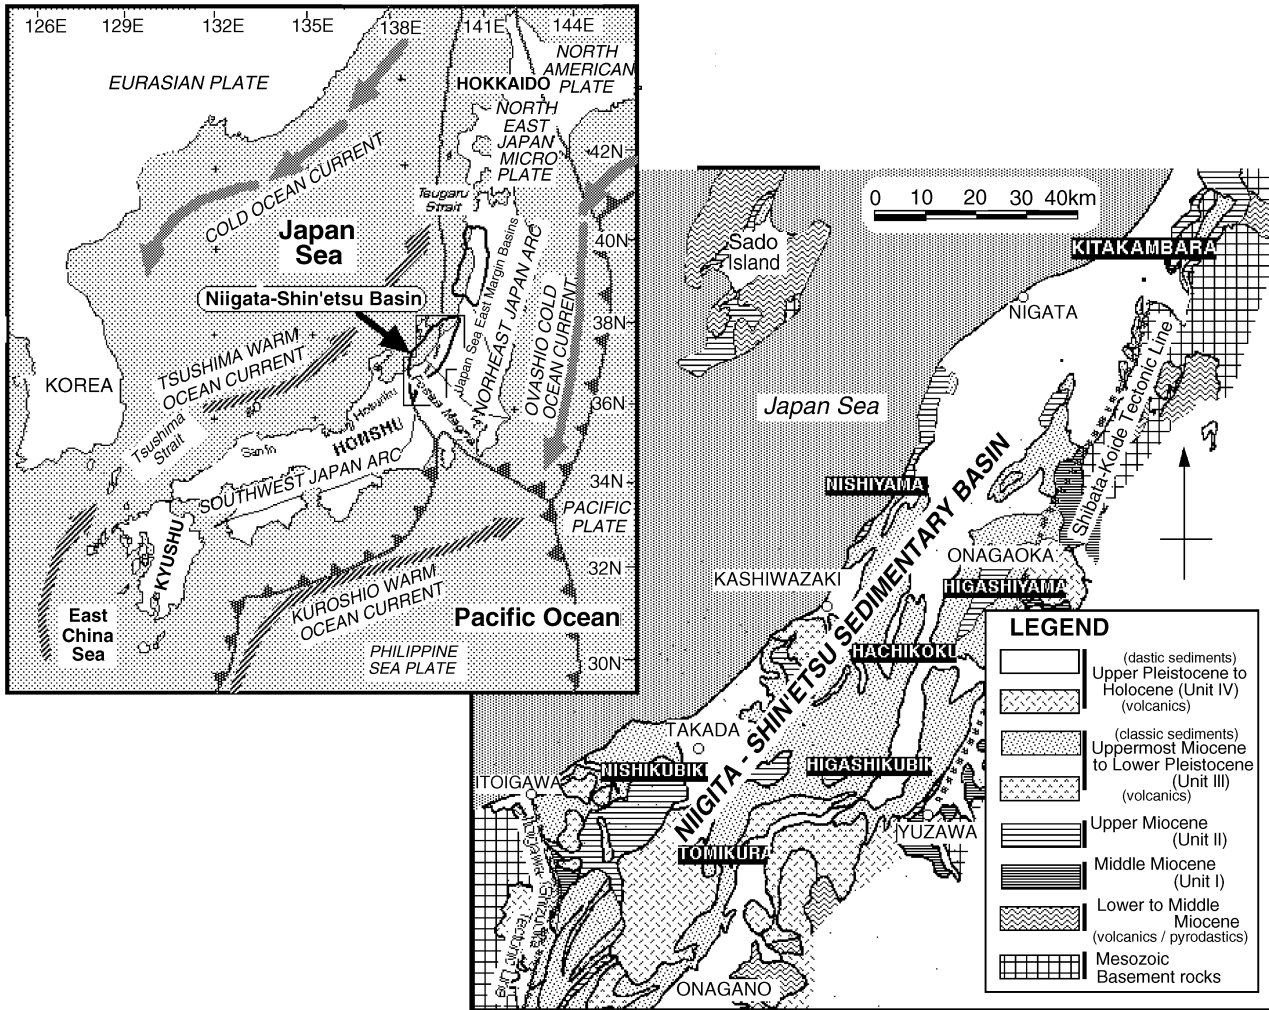 126E 129E 132E 135E 138E 141E 144E
EURASIAN PLATE
NORTH
AMERICAN
PLATE
HOKKAIDO
NORTH
EAST
JAPAN
MICRO
PLATE
42N
COLD OCEAN CURRENT
Tsugaru
Strait
Japan
Sea
40N
Japan Sea East Margin Basins
NORHEAST JAPAN ARC
OVASHIO COLD
OCEAN CURRENT
Niigata-Shin'etsu Basin
38N
TSUSHIMA WARM
OCEAN CURRENT
KOREA
36N
Tsushima
Strait
Hokuriku
HONSHU
Magna
SOUTHWEST JAPAN ARC
34N
PACIFIC
PLATE
KYUSHU
32N
KUROSHIO WARM
OCEAN CURRENT
East
China
Sea
Pacific Ocean
PHILIPPINE
SEA PLATE
30N
0 10 20 30 40km
Sado
Island
KITAKAMBARA
NIGATA
Japan Sea
Shibata-Koide Tectonic Line
NISHIYAMA
NIIGITA - SHIN'ETSU SEDIMENTARY BASIN
ONAGAOKA
KASHIWAZAKI
HIGASHIYAMA
HACHIKOKU
TAKADA
NISHIKUBIK
HIGASHIKUBIK
ITOIGAWA
YUZAWA
TOMIKURA
Tectonic Line
ONAGANO
LEGEND
(dastic sediments)
Upper Pleistocene to
Holocene (Unit IV)
(volcanics)
(classic sediments)
Uppermost Miocene
to Lower Pleistocene
(Unit III)
(volcanics)
Upper Miocene
(Unit II)
Middle Miocene
(Unit I)
Lower to Middle
Miocene
(volcanics / pyrodastics)
Mesozoic
Basement rocks